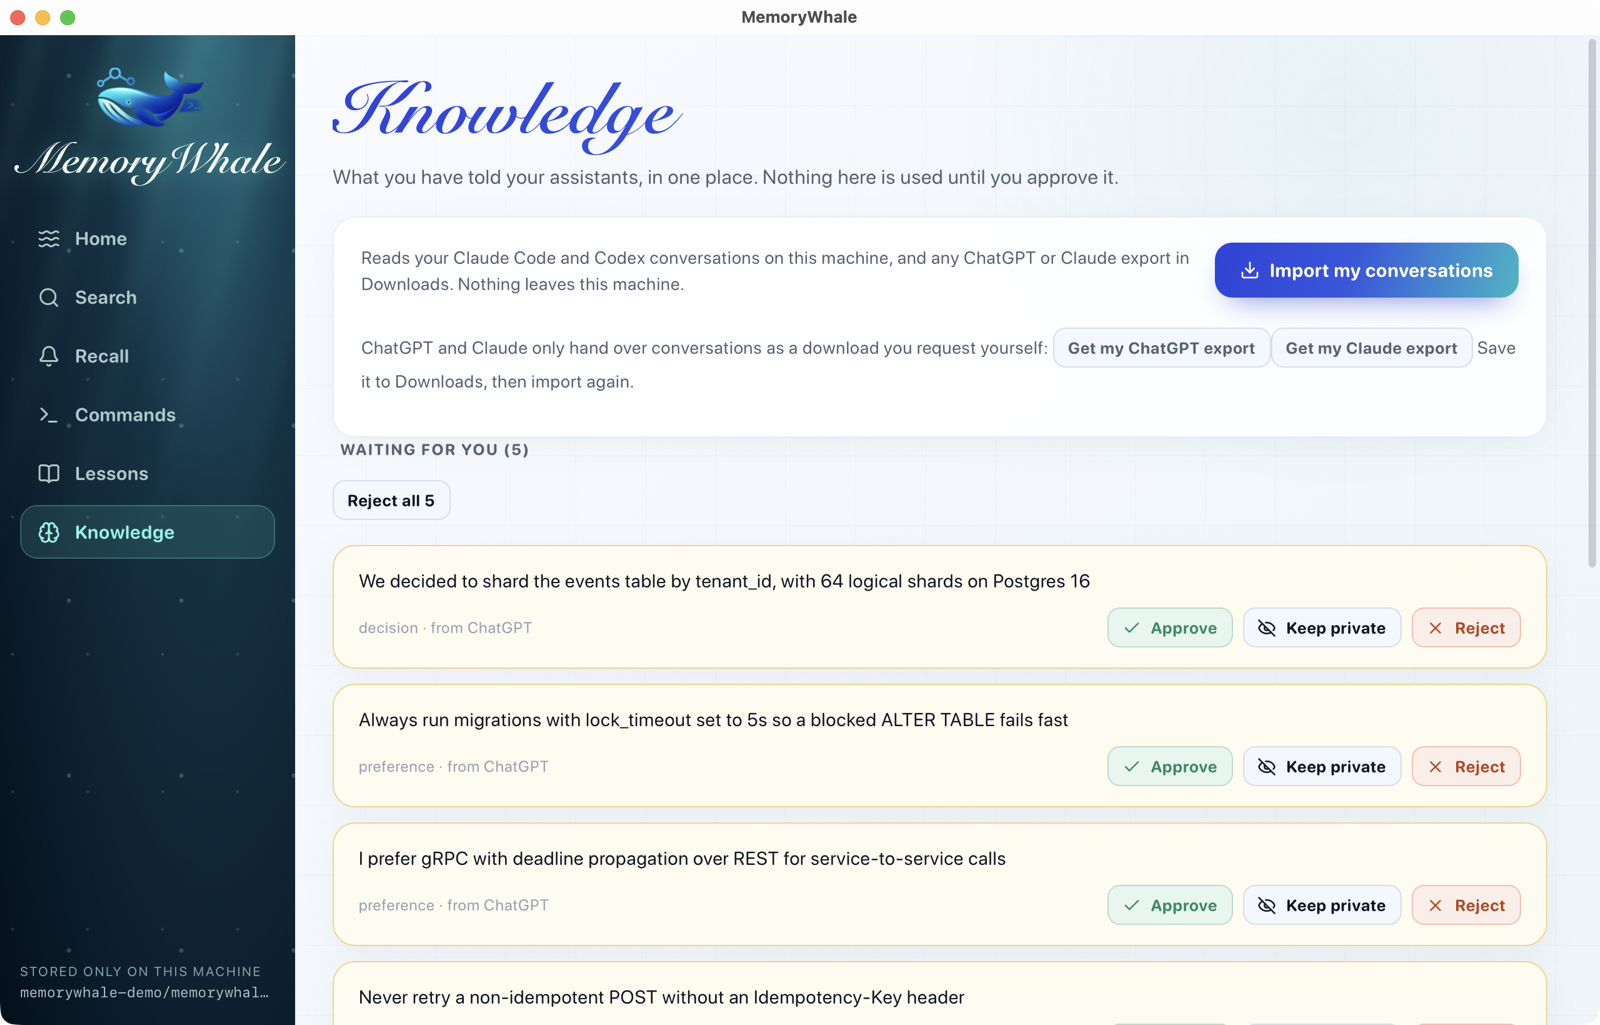 MemoryWhale
MemoryWhale
Home
Search
Recall
Commands
Lessons
Knowledge
STORED ONLY ON THIS MACHINE
memorywhale-demo/memorywhal…
Knowledge
What you have told your assistants, in one place. Nothing here is used until you approve it.
Reads your Claude Code and Codex conversations on this machine, and any ChatGPT or Claude export in
Downloads. Nothing leaves this machine.
Import my conversations
ChatGPT and Claude only hand over conversations as a download you request yourself: Get my ChatGPT export Get my Claude export Save
it to Downloads, then import again.
WAITING FOR YOU (5)
Reject all 5
We decided to shard the events table by tenant_id, with 64 logical shards on Postgres 16
decision · from ChatGPT
Approve Keep private Reject
Always run migrations with lock_timeout set to 5s so a blocked ALTER TABLE fails fast
preference · from ChatGPT
Approve Keep private Reject
I prefer gRPC with deadline propagation over REST for service-to-service calls
preference · from ChatGPT
Approve Keep private Reject
Never retry a non-idempotent POST without an Idempotency-Key header